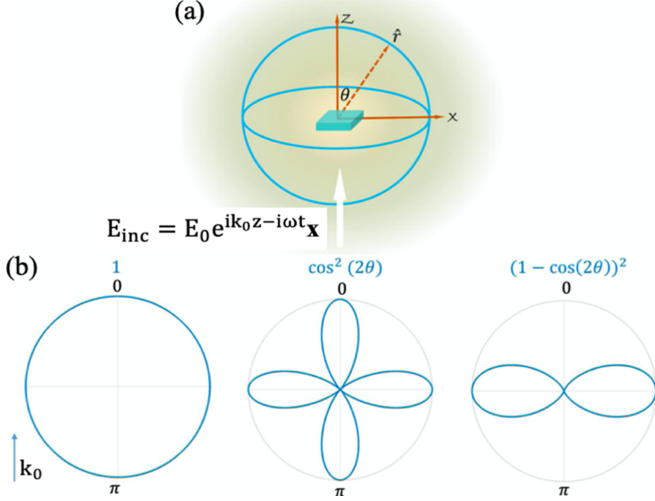 (a)
z
r̂
θ
x
E_inc = E_0e^{ik_0z−iωt}𝐱
(b)
1
cos² (2θ)
(1 − cos(2θ))²
0
0
0
k_0
π
π
π